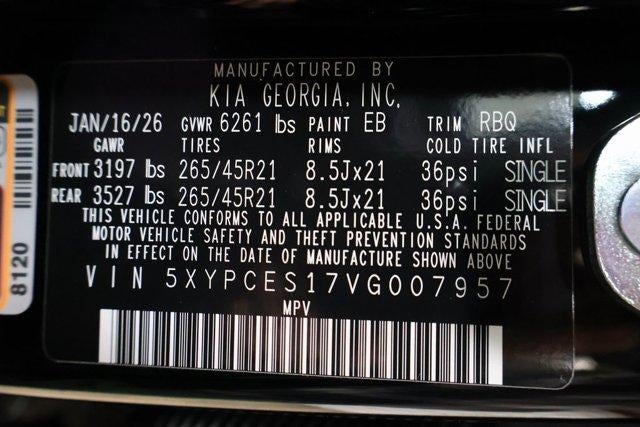 MANUFACTURED BY
KIA GEORGIA, INC.
JAN/16/26 GVWR 6261 lbs PAINT EB TRIM RBQ
GAWR TIRES RIMS COLD TIRE INFL
FRONT 3197 lbs 265/45R21 8.5Jx21 36psi SINGLE
REAR 3527 lbs 265/45R21 8.5Jx21 36psi SINGLE
THIS VEHICLE CONFORMS TO ALL APPLICABLE U.S.A. FEDERAL
MOTOR VEHICLE SAFETY AND THEFT PREVENTION STANDARDS
IN EFFECT ON THE DATE OF MANUFACTURE SHOWN ABOVE
VIN 5XYPCES17VG007957
MPV
8120